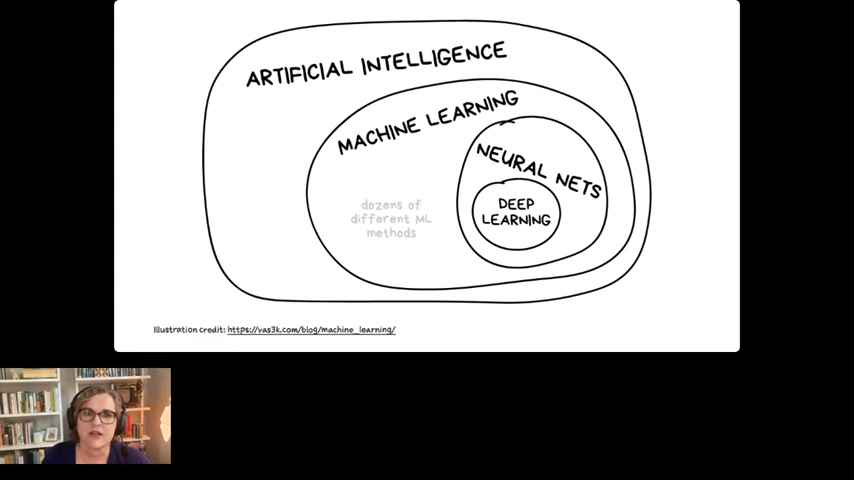 ARTIFICIAL INTELLIGENCE
MACHINE LEARNING
NEURAL NETS
DEEP
LEARNING
dozens of
different ML
methods
Illustration credit: https://vas3k.com/blog/machine_learning/